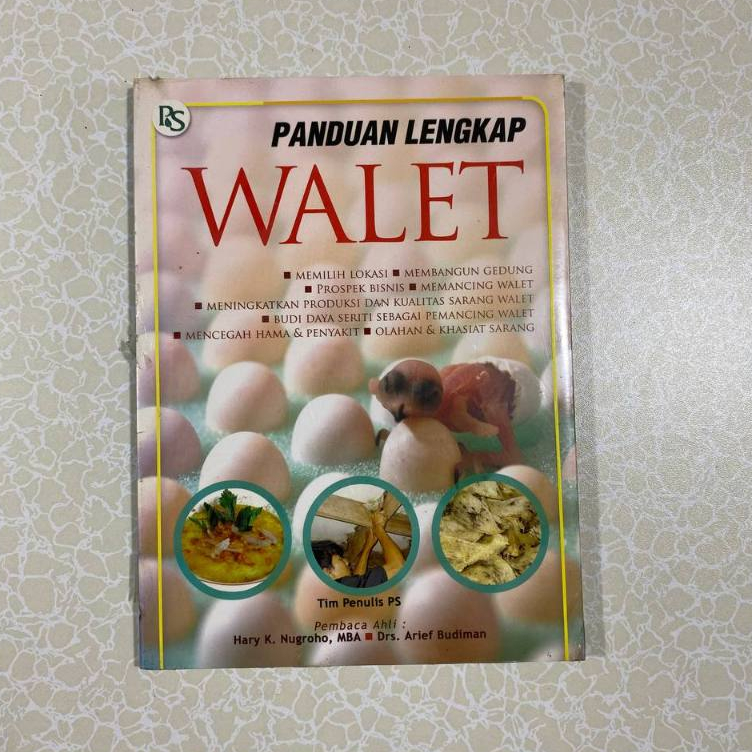 PS
PANDUAN LENGKAP
WALET
■ MEMILIH LOKASI ■ MEMBANGUN GEDUNG
■ PROSPEK BISNIS ■ MEMANCING WALET
■ MENINGKATKAN PRODUKSI DAN KUALITAS SARANG WALET
■ BUDI DAYA SERITI SEBAGAI PEMANCING WALET
■ MENCEGAH HAMA & PENYAKIT ■ OLAHAN & KHASIAT SARANG
Tim Penulis PS
Pembaca Ahli :
Hary K. Nugroho, MBA ■ Drs. Arief Budiman